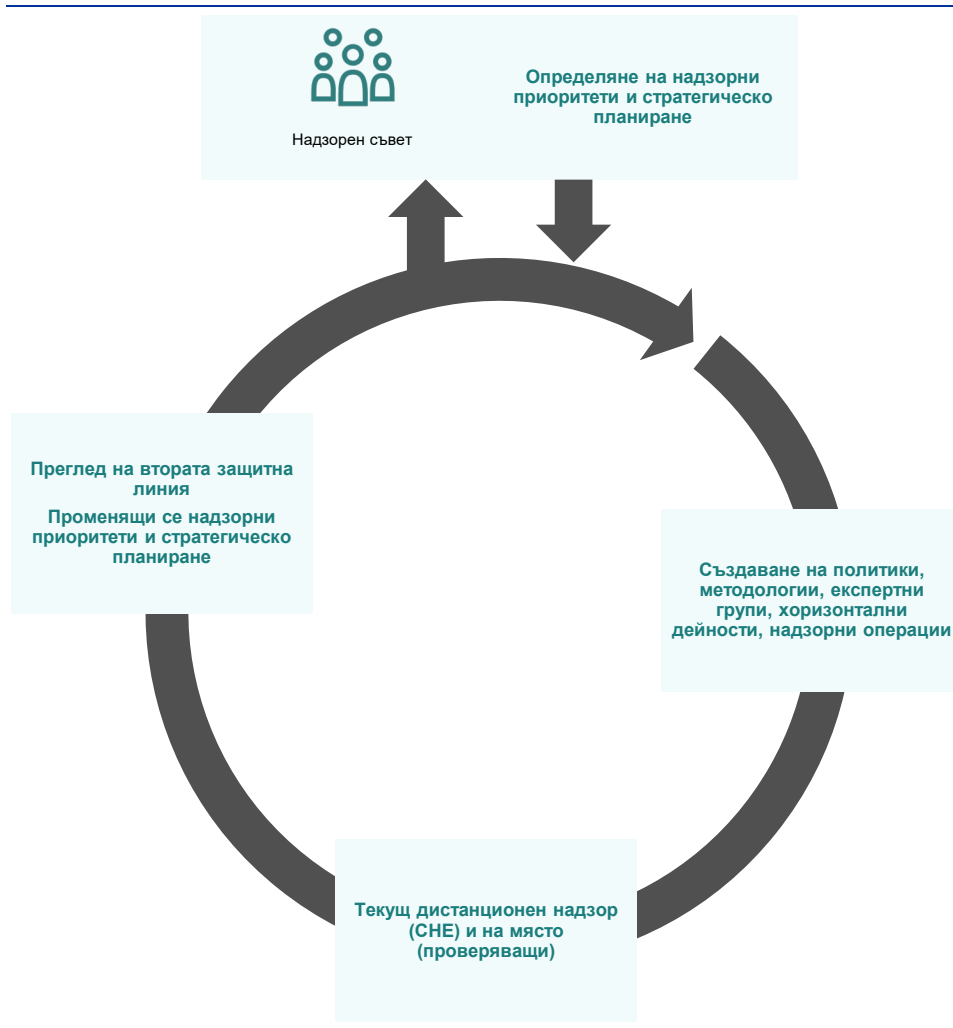 Надзорен съвет
Определяне на надзорни
приоритети и стратегическо
планиране
Преглед на втората защитна
линия
Променящи се надзорни
приоритети и стратегическо
планиране
Създаване на политики,
методологии, експертни
групи, хоризонтални
дейности, надзорни операции
Текущ дистанционен надзор
(СНЕ) и на място
(проверяващи)